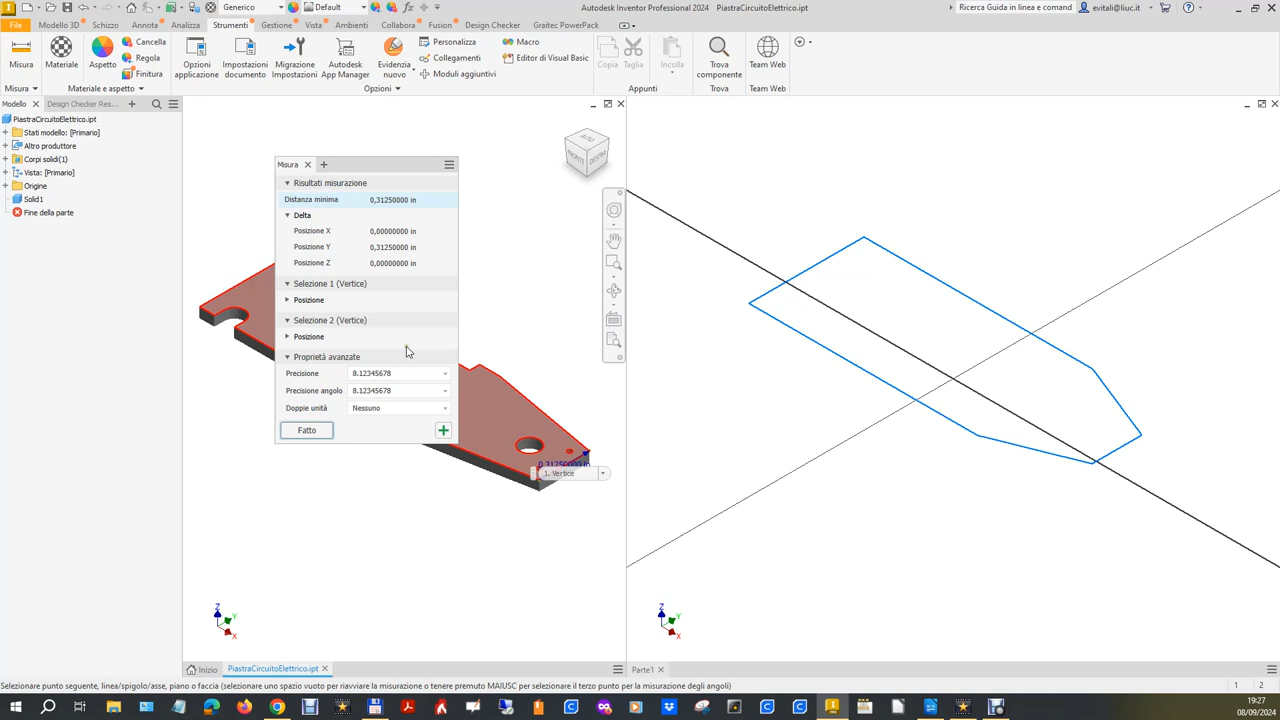 Generico
Default
Autodesk Inventor Professional 2024   PiastraCircuitoElettrico.ipt
Ricerca Guida in linea e comand
evitali@liuc.it
File
Modello 3D
Schizzo
Annota
Analizza
Strumenti
Gestione
Vista
Ambienti
Collabora
Fusion
Design Checker
Graitec PowerPack
Misura
Materiale
Aspetto
Cancella
Regola
Finitura
Opzioni
applicazione
Impostazioni
documento
Migrazione
Impostazioni
Autodesk
App Manager
Evidenzia
nuovo
Personalizza
Collegamenti
Moduli aggiuntivi
Macro
Editor di Visual Basic
Copia
Taglia
Incolla
Trova
componente
Team Web
Misura
Materiale e aspetto
Opzioni
Appunti
Trova
Team Web
Modello
Design Checker Res...
PiastraCircuitoElettrico.ipt
Stati modello: [Primario]
Altro produttore
Corpi solidi(1)
Vista: [Primario]
Origine
Solid1
Fine della parte
Misura
Risultati misurazione
Distanza minima 0,31250000 in
Delta
Posizione X 0,00000000 in
Posizione Y 0,31250000 in
Posizione Z 0,00000000 in
Selezione 1 (Vertice)
Posizione
Selezione 2 (Vertice)
Posizione
Proprietà avanzate
Precisione 8.12345678
Precisione angolo 8.12345678
Doppie unità Nessuno
Fatto
ALTO
FRONTE
DESTRA
0,31250000 in
1. Vertice
Z
Y
X
Z
Y
X
Inizio
PiastraCircuitoElettrico.ipt
Parte1
Selezionare punto seguente, linea/spigolo/asse, piano o faccia (selezionare uno spazio vuoto per riavviare la misurazione o tenere premuto MAIUSC per selezionare il terzo punto per la misurazione degli angoli)
1
2
19:27
08/09/2024